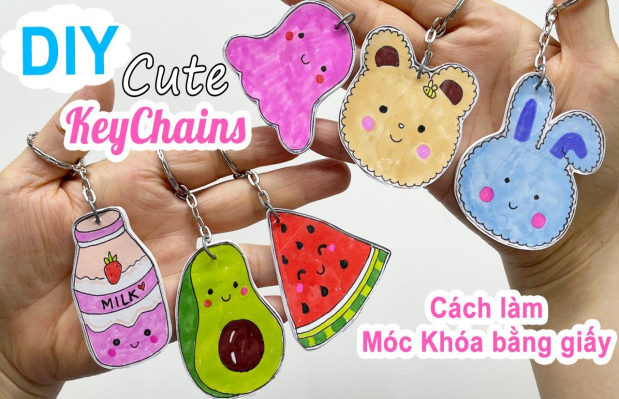 DIY
Cute
KeyChains
MILK
Cách làm
Móc Khóa bằng giấy